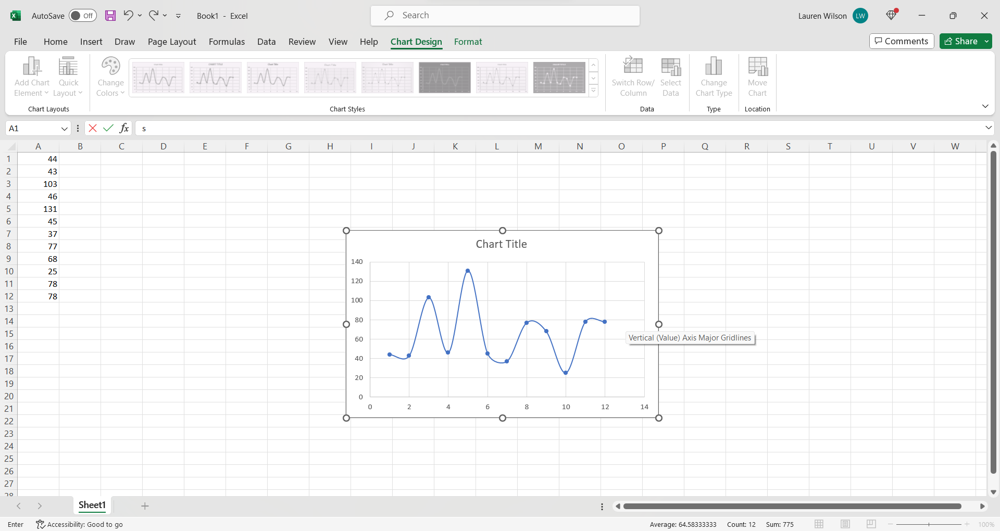 AutoSave Off Book1 - Excel Search Lauren Wilson LW
File Home Insert Draw Page Layout Formulas Data Review View Help Chart Design Format Comments Share
Add Chart Element
Quick Layout
Chart Layouts
Change Colors
Chart Styles
Switch Row/ Column
Select Data
Data
Change Chart Type
Type
Move Chart
Location
A1 fx s
A B C D E F G H I J K L M N O P Q R S T U V W
1 44
2 43
3 103
4 46
5 131
6 45
7 37
8 77
9 68
10 25
11 78
12 78
13
14
15
16
17
18
19
20
21
22
23
24
25
26
27
28
Chart Title
140
120
100
80
60
40
20
0
0 2 4 6 8 10 12 14
Vertical (Value) Axis Major Gridlines
Sheet1
Enter Accessibility: Good to go Average: 64.58333333 Count: 12 Sum: 775 100%